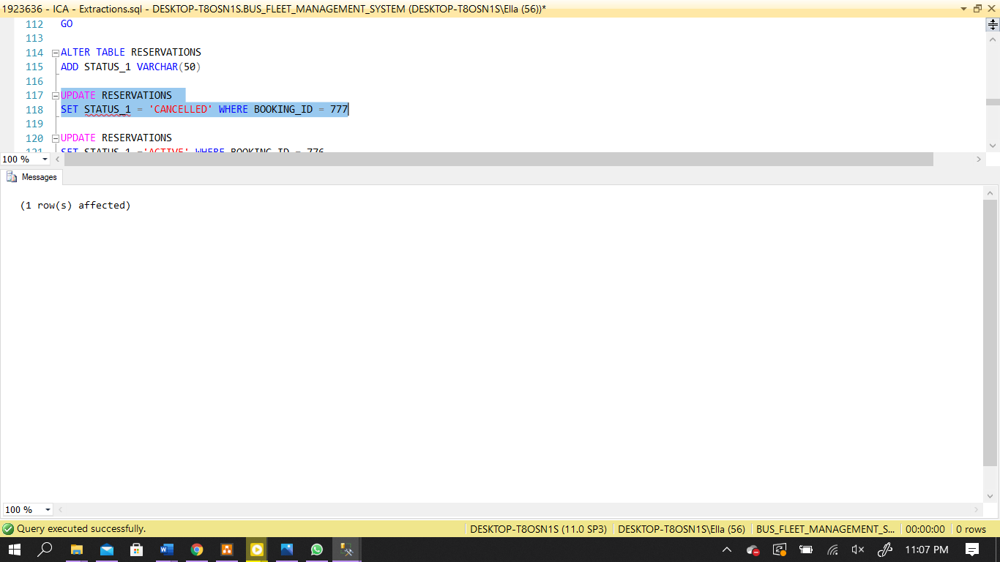 1923636 - ICA - Extractions.sql - DESKTOP-T8OSN1S.BUS_FLEET_MANAGEMENT_SYSTEM (DESKTOP-T8OSN1S\Ella (56))*
112 GO
113
114 ALTER TABLE RESERVATIONS
115 ADD STATUS_1 VARCHAR(50)
116
117 UPDATE RESERVATIONS
118 SET STATUS_1 = 'CANCELLED' WHERE BOOKING_ID = 777
119
120 UPDATE RESERVATIONS
121 SET STATUS_1 ='ACTIVE' WHERE BOOKING_ID = 776
100 %
Messages
(1 row(s) affected)
100 %
Query executed successfully. DESKTOP-T8OSN1S (11.0 SP3) DESKTOP-T8OSN1S\Ella (56) BUS_FLEET_MANAGEMENT_S... 00:00:00 0 rows
11:07 PM